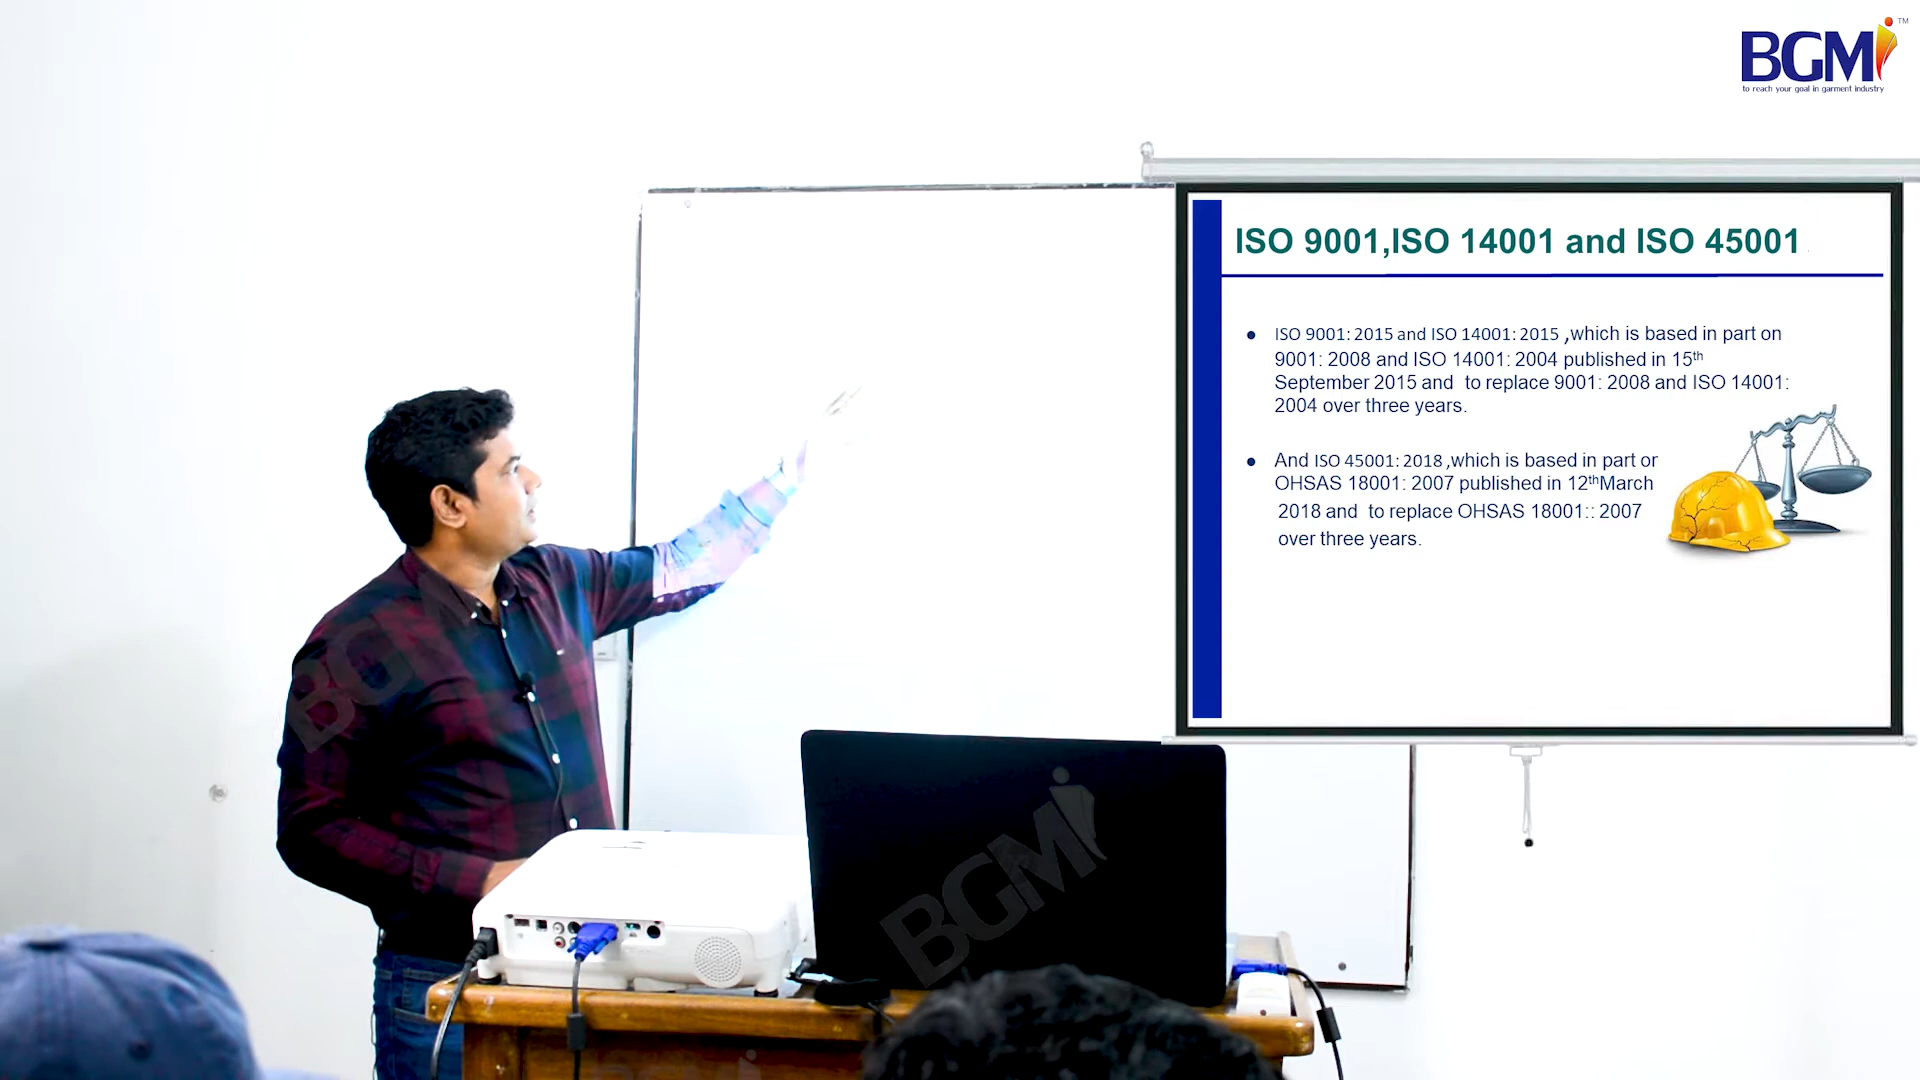 BGMi TM
to reach your goal in garment industry
ISO 9001,ISO 14001 and ISO 45001
● ISO 9001: 2015 and ISO 14001: 2015 ,which is based in part on
9001: 2008 and ISO 14001: 2004 published in 15th
September 2015 and to replace 9001: 2008 and ISO 14001:
2004 over three years.
● And ISO 45001: 2018 ,which is based in part or
OHSAS 18001: 2007 published in 12thMarch
2018 and to replace OHSAS 18001:: 2007
over three years.
BGMi
BGMi